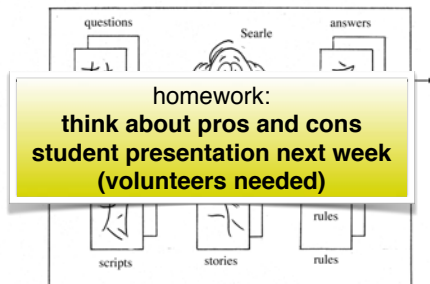 questions
Searle
answers
homework:
think about pros and cons
student presentation next week
(volunteers needed)
rules
scripts
stories
rules